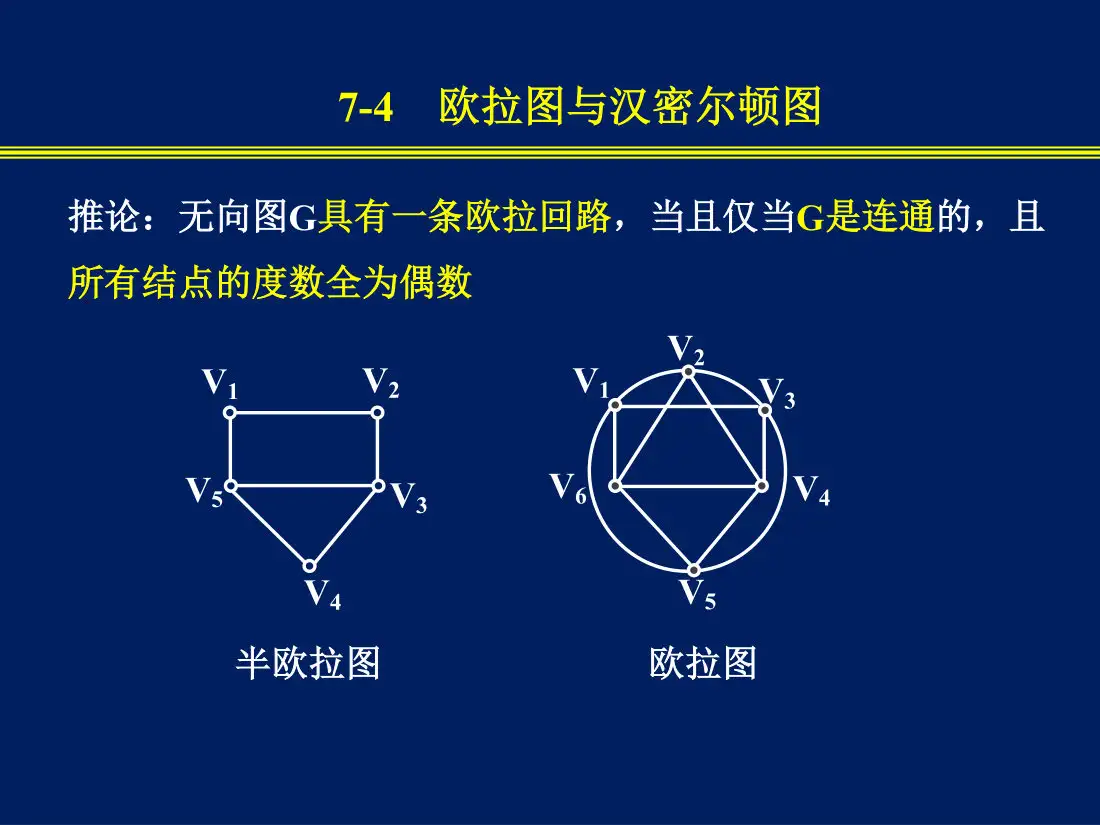 7-4 欧拉图与汉密尔顿图
推论：无向图G具有一条欧拉回路，当且仅当G是连通的，且
所有结点的度数全为偶数
V1 V2
V5 V3
V4
半欧拉图
V2
V1 V3
V6 V4
V5
欧拉图